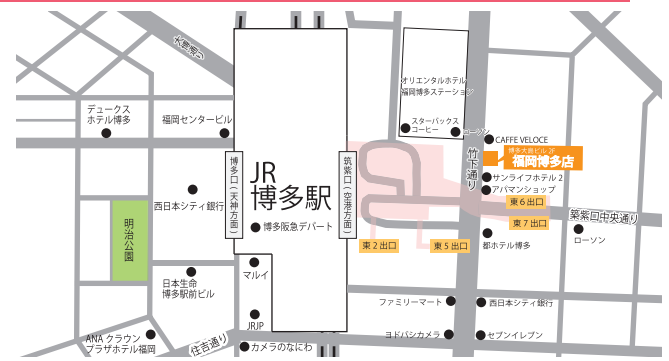 大博通り
オリエンタルホテル
福岡博多ステーション
デュークス
ホテル博多
福岡センタービル
スターバックス
コーヒー
ローソン
CAFFE VELOCE
博多大島ビル 2F
福岡博多店
竹下通り
サンライフホテル 2
アパマンショップ
JR
博多駅
博多口(天神方面)
筑紫口(空港方面)
西日本シティ銀行
博多阪急デパート
東 6 出口
東 7 出口
築紫口中央通り
明治公園
東 2 出口
東 5 出口
都ホテル博多
ローソン
マルイ
日本生命
博多駅前ビル
ファミリーマート
西日本シティ銀行
JRJP
ヨドバシカメラ
セブンイレブン
ANA クラウン
プラザホテル福岡
住吉通り
カメラのなにわ